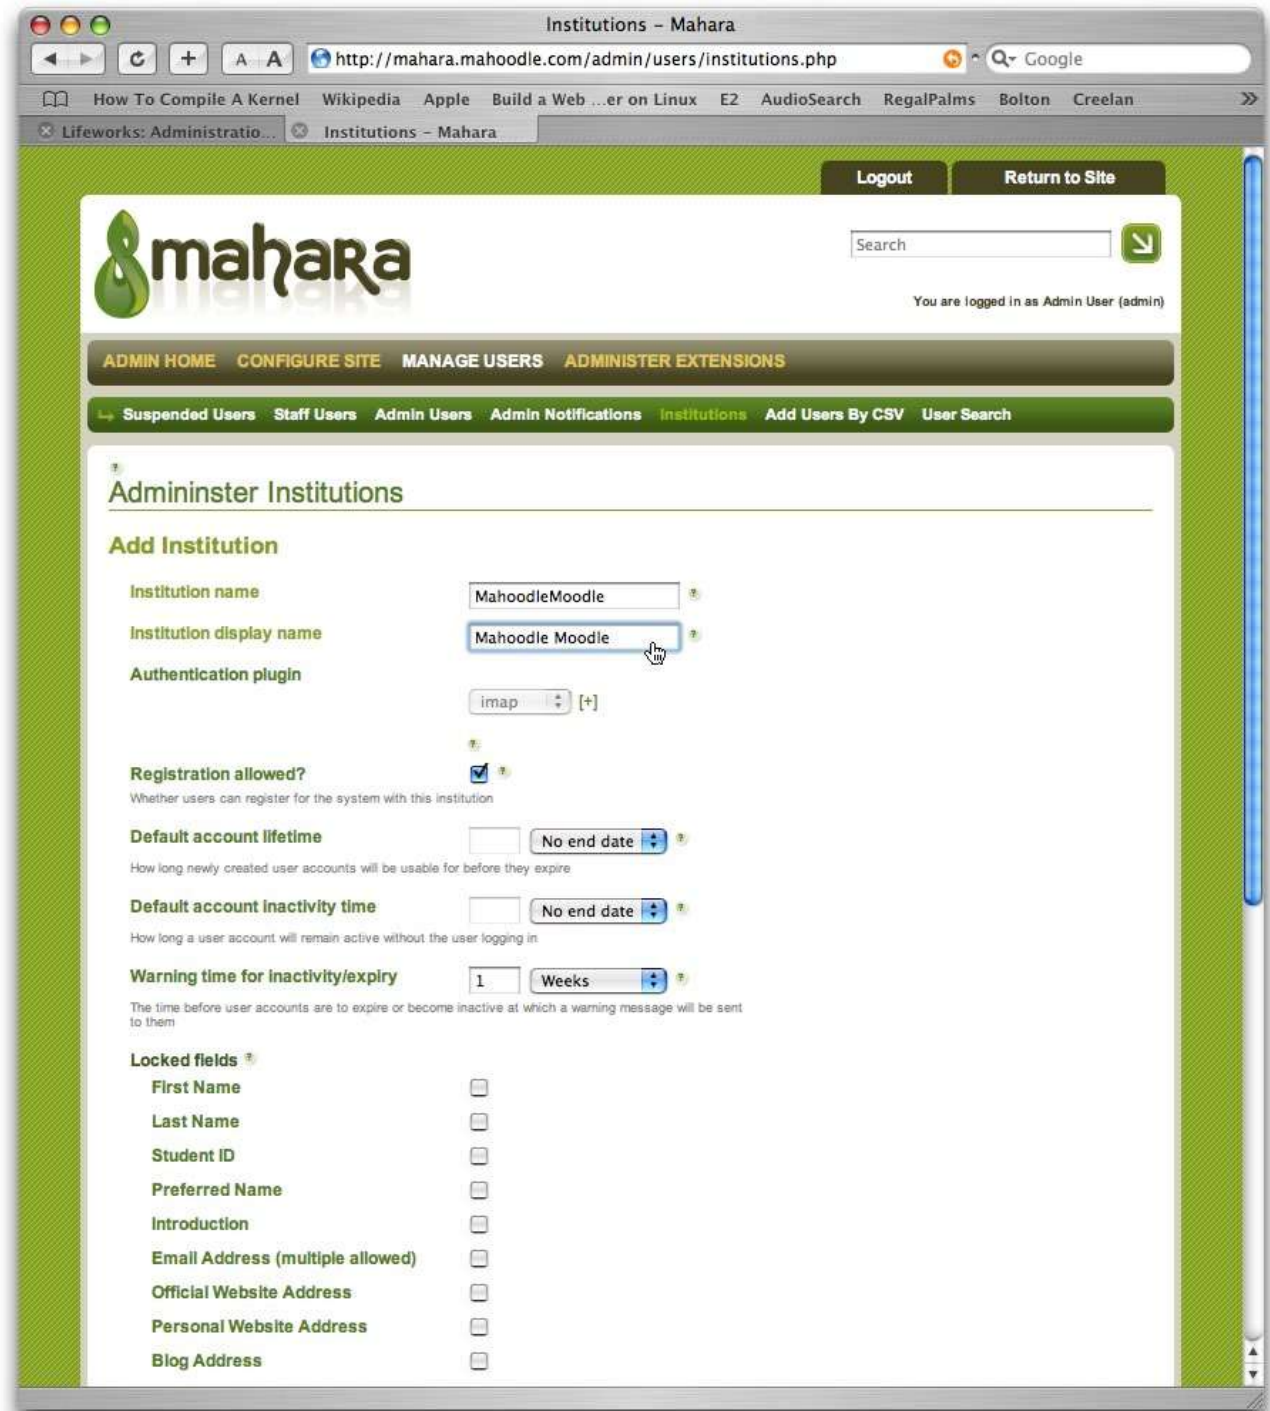 Institutions – Mahara
A A http://mahara.mahoodle.com/admin/users/institutions.php Google
How To Compile A Kernel Wikipedia Apple Build a Web ...er on Linux E2 AudioSearch RegalPalms Bolton Creelan >>
Lifeworks: Administratio... Institutions – Mahara
Logout Return to Site
mahara
Search
You are logged in as Admin User (admin)
ADMIN HOME CONFIGURE SITE MANAGE USERS ADMINISTER EXTENSIONS
Suspended Users Staff Users Admin Users Admin Notifications Institutions Add Users By CSV User Search
?
Admininster Institutions
Add Institution
Institution name MahoodleMoodle ?
Institution display name Mahoodle Moodle ?
Authentication plugin
imap [+]
?
Registration allowed? ?
Whether users can register for the system with this institution
Default account lifetime No end date ?
How long newly created user accounts will be usable for before they expire
Default account inactivity time No end date ?
How long a user account will remain active without the user logging in
Warning time for inactivity/expiry 1 Weeks ?
The time before user accounts are to expire or become inactive at which a warning message will be sent
to them
Locked fields ?
First Name
Last Name
Student ID
Preferred Name
Introduction
Email Address (multiple allowed)
Official Website Address
Personal Website Address
Blog Address